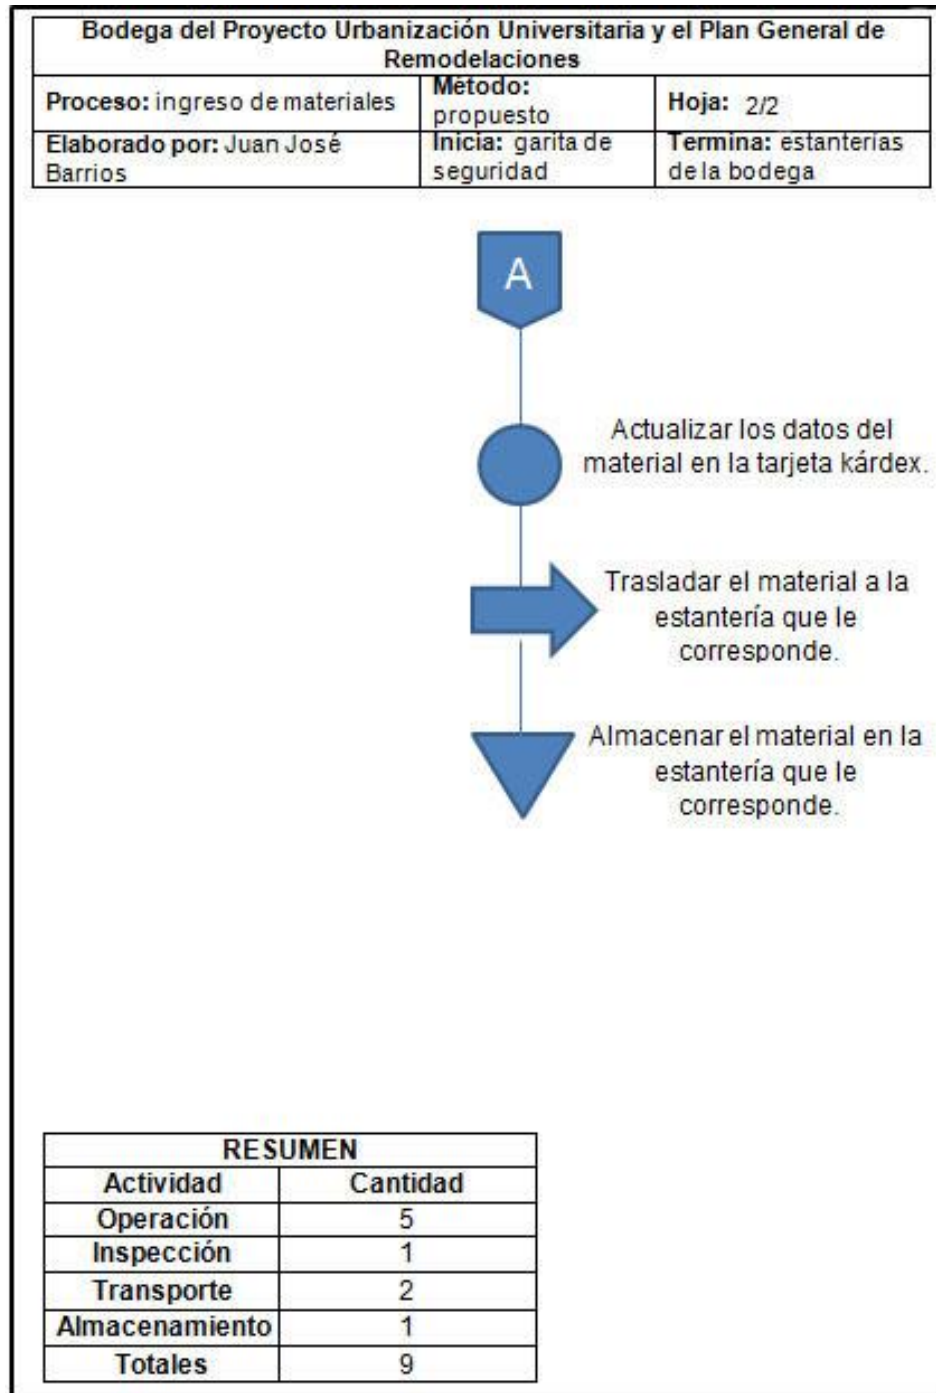 Bodega del Proyecto Urbanización Universitaria y el Plan General de
Remodelaciones
Proceso: ingreso de materiales
Método:
propuesto
Hoja: 2/2
Elaborado por: Juan José
Barrios
Inicia: garita de
seguridad
Termina: estanterías
de la bodega
A
Actualizar los datos del
material en la tarjeta kárdex.
Trasladar el material a la
estantería que le
corresponde.
Almacenar el material en la
estantería que le
corresponde.
RESUMEN
Actividad Cantidad
Operación 5
Inspección 1
Transporte 2
Almacenamiento 1
Totales 9